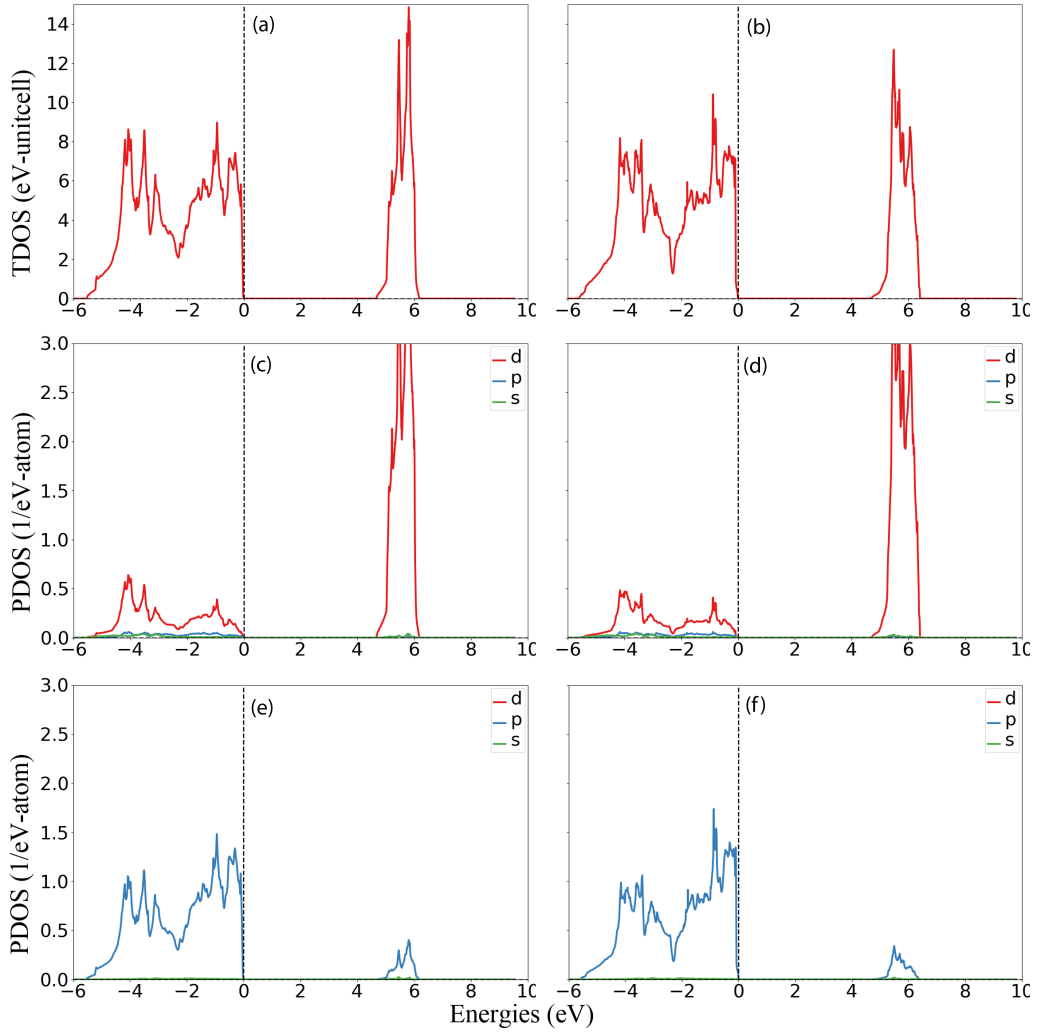 (a)
(b)
TDOS (eV-unitcell)
14
12
10
8
6
4
2
0
−6 −4 −2 0 2 4 6 8 10
−6 −4 −2 0 2 4 6 8 10
(c)
(d)
PDOS (1/eV-atom)
3.0
2.5
2.0
1.5
1.0
0.5
0.0
d
p
s
d
p
s
−6 −4 −2 0 2 4 6 8 10
−6 −4 −2 0 2 4 6 8 10
(e)
(f)
PDOS (1/eV-atom)
3.0
2.5
2.0
1.5
1.0
0.5
0.0
d
p
s
d
p
s
−6 −4 −2 0 2 4 6 8 10
−6 −4 −2 0 2 4 6 8 10
Energies (eV)